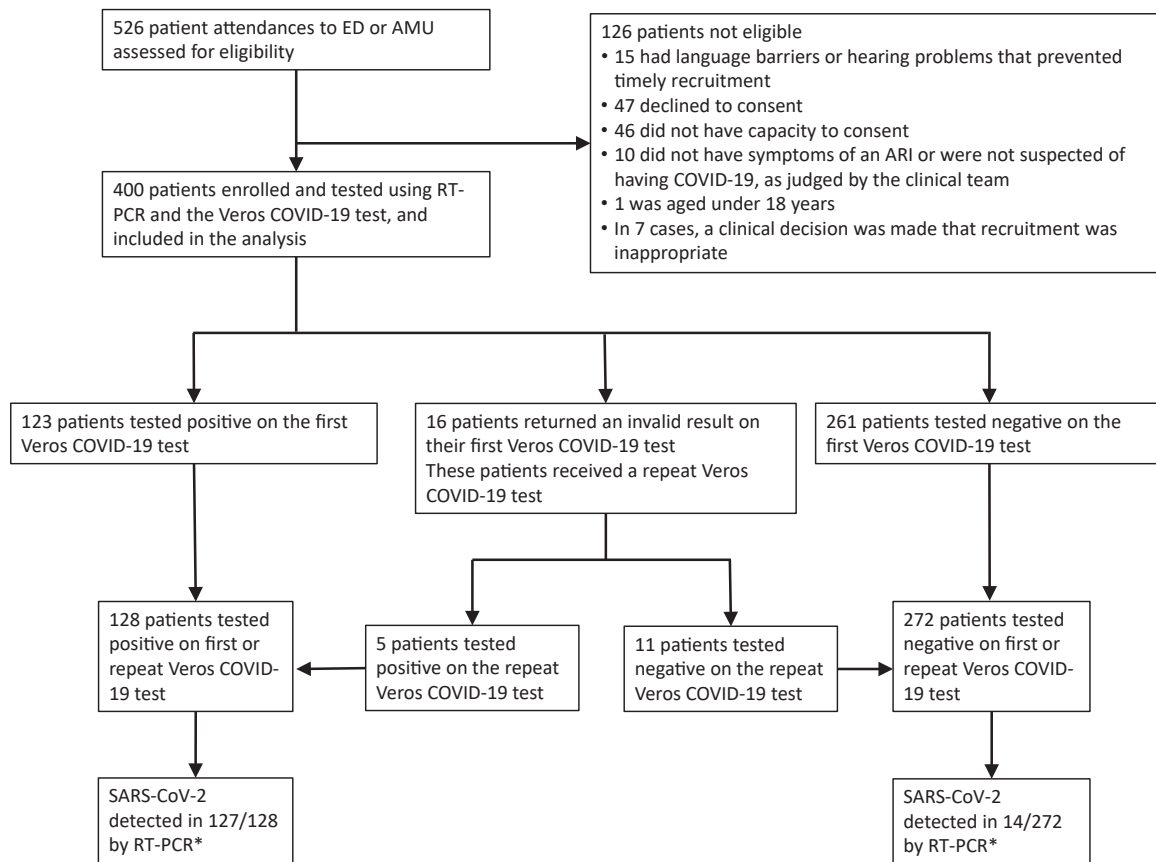 526 patient attendances to ED or AMU
assessed for eligibility
126 patients not eligible
• 15 had language barriers or hearing problems that prevented
timely recruitment
• 47 declined to consent
• 46 did not have capacity to consent
• 10 did not have symptoms of an ARI or were not suspected of
having COVID-19, as judged by the clinical team
• 1 was aged under 18 years
• In 7 cases, a clinical decision was made that recruitment was
inappropriate
400 patients enrolled and tested using RT-
PCR and the Veros COVID-19 test, and
included in the analysis
123 patients tested positive on the first
Veros COVID-19 test
16 patients returned an invalid result on
their first Veros COVID-19 test
These patients received a repeat Veros
COVID-19 test
261 patients tested negative on the
first Veros COVID-19 test
128 patients tested
positive on first or
repeat Veros COVID-
19 test
5 patients tested
positive on the repeat
Veros COVID-19 test
11 patients tested
negative on the repeat
Veros COVID-19 test
272 patients tested
negative on first or
repeat Veros COVID-
19 test
SARS-CoV-2
detected in 127/128
by RT-PCR*
SARS-CoV-2
detected in 14/272
by RT-PCR*